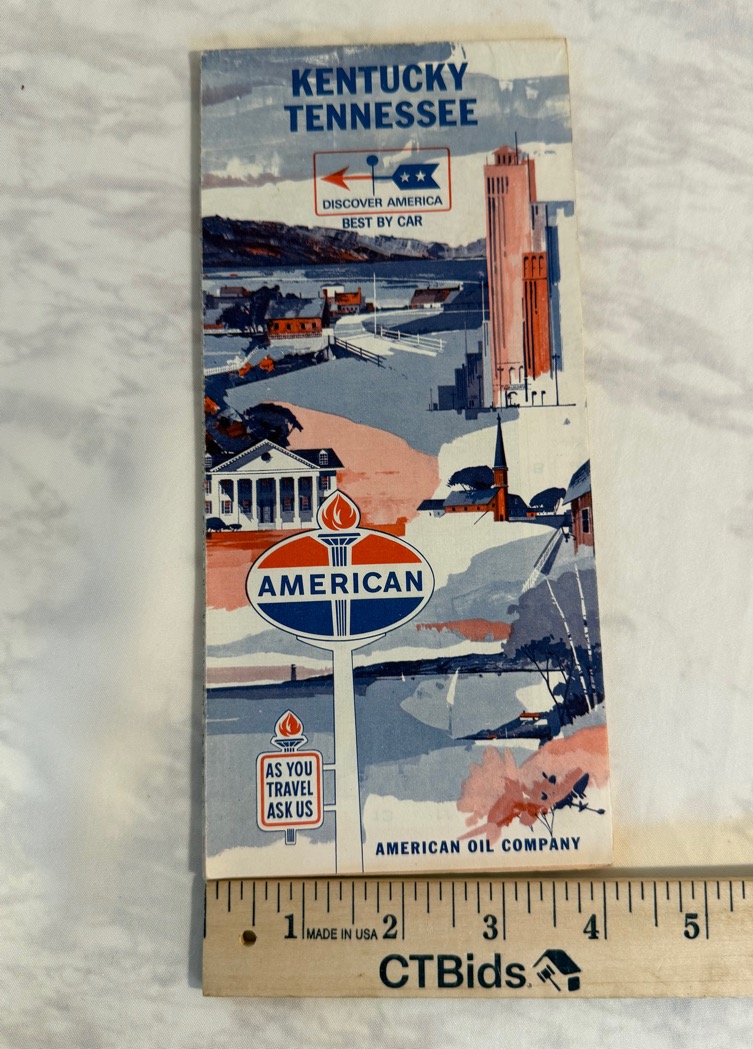 KENTUCKY
TENNESSEE
DISCOVER AMERICA
BEST BY CAR
AMERICAN
AS YOU
TRAVEL
ASK US
AMERICAN OIL COMPANY
1 MADE IN USA 2 3 4 5
CTBids